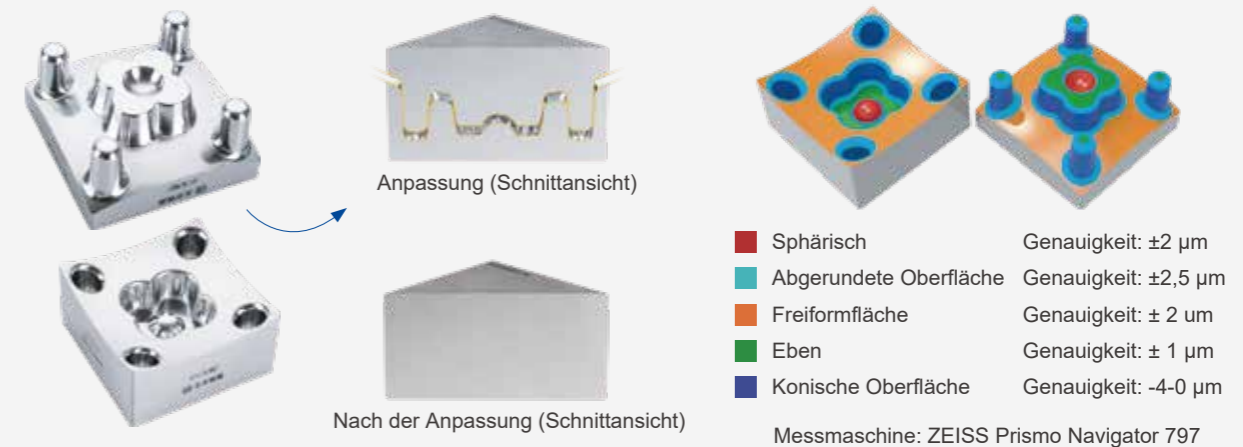 Anpassung (Schnittansicht)
Nach der Anpassung (Schnittansicht)
Sphärisch Genauigkeit: ±2 µm
Abgerundete Oberfläche Genauigkeit: ±2,5 µm
Freiformfläche Genauigkeit: ± 2 um
Eben Genauigkeit: ± 1 µm
Konische Oberfläche Genauigkeit: -4-0 µm
Messmaschine: ZEISS Prismo Navigator 797